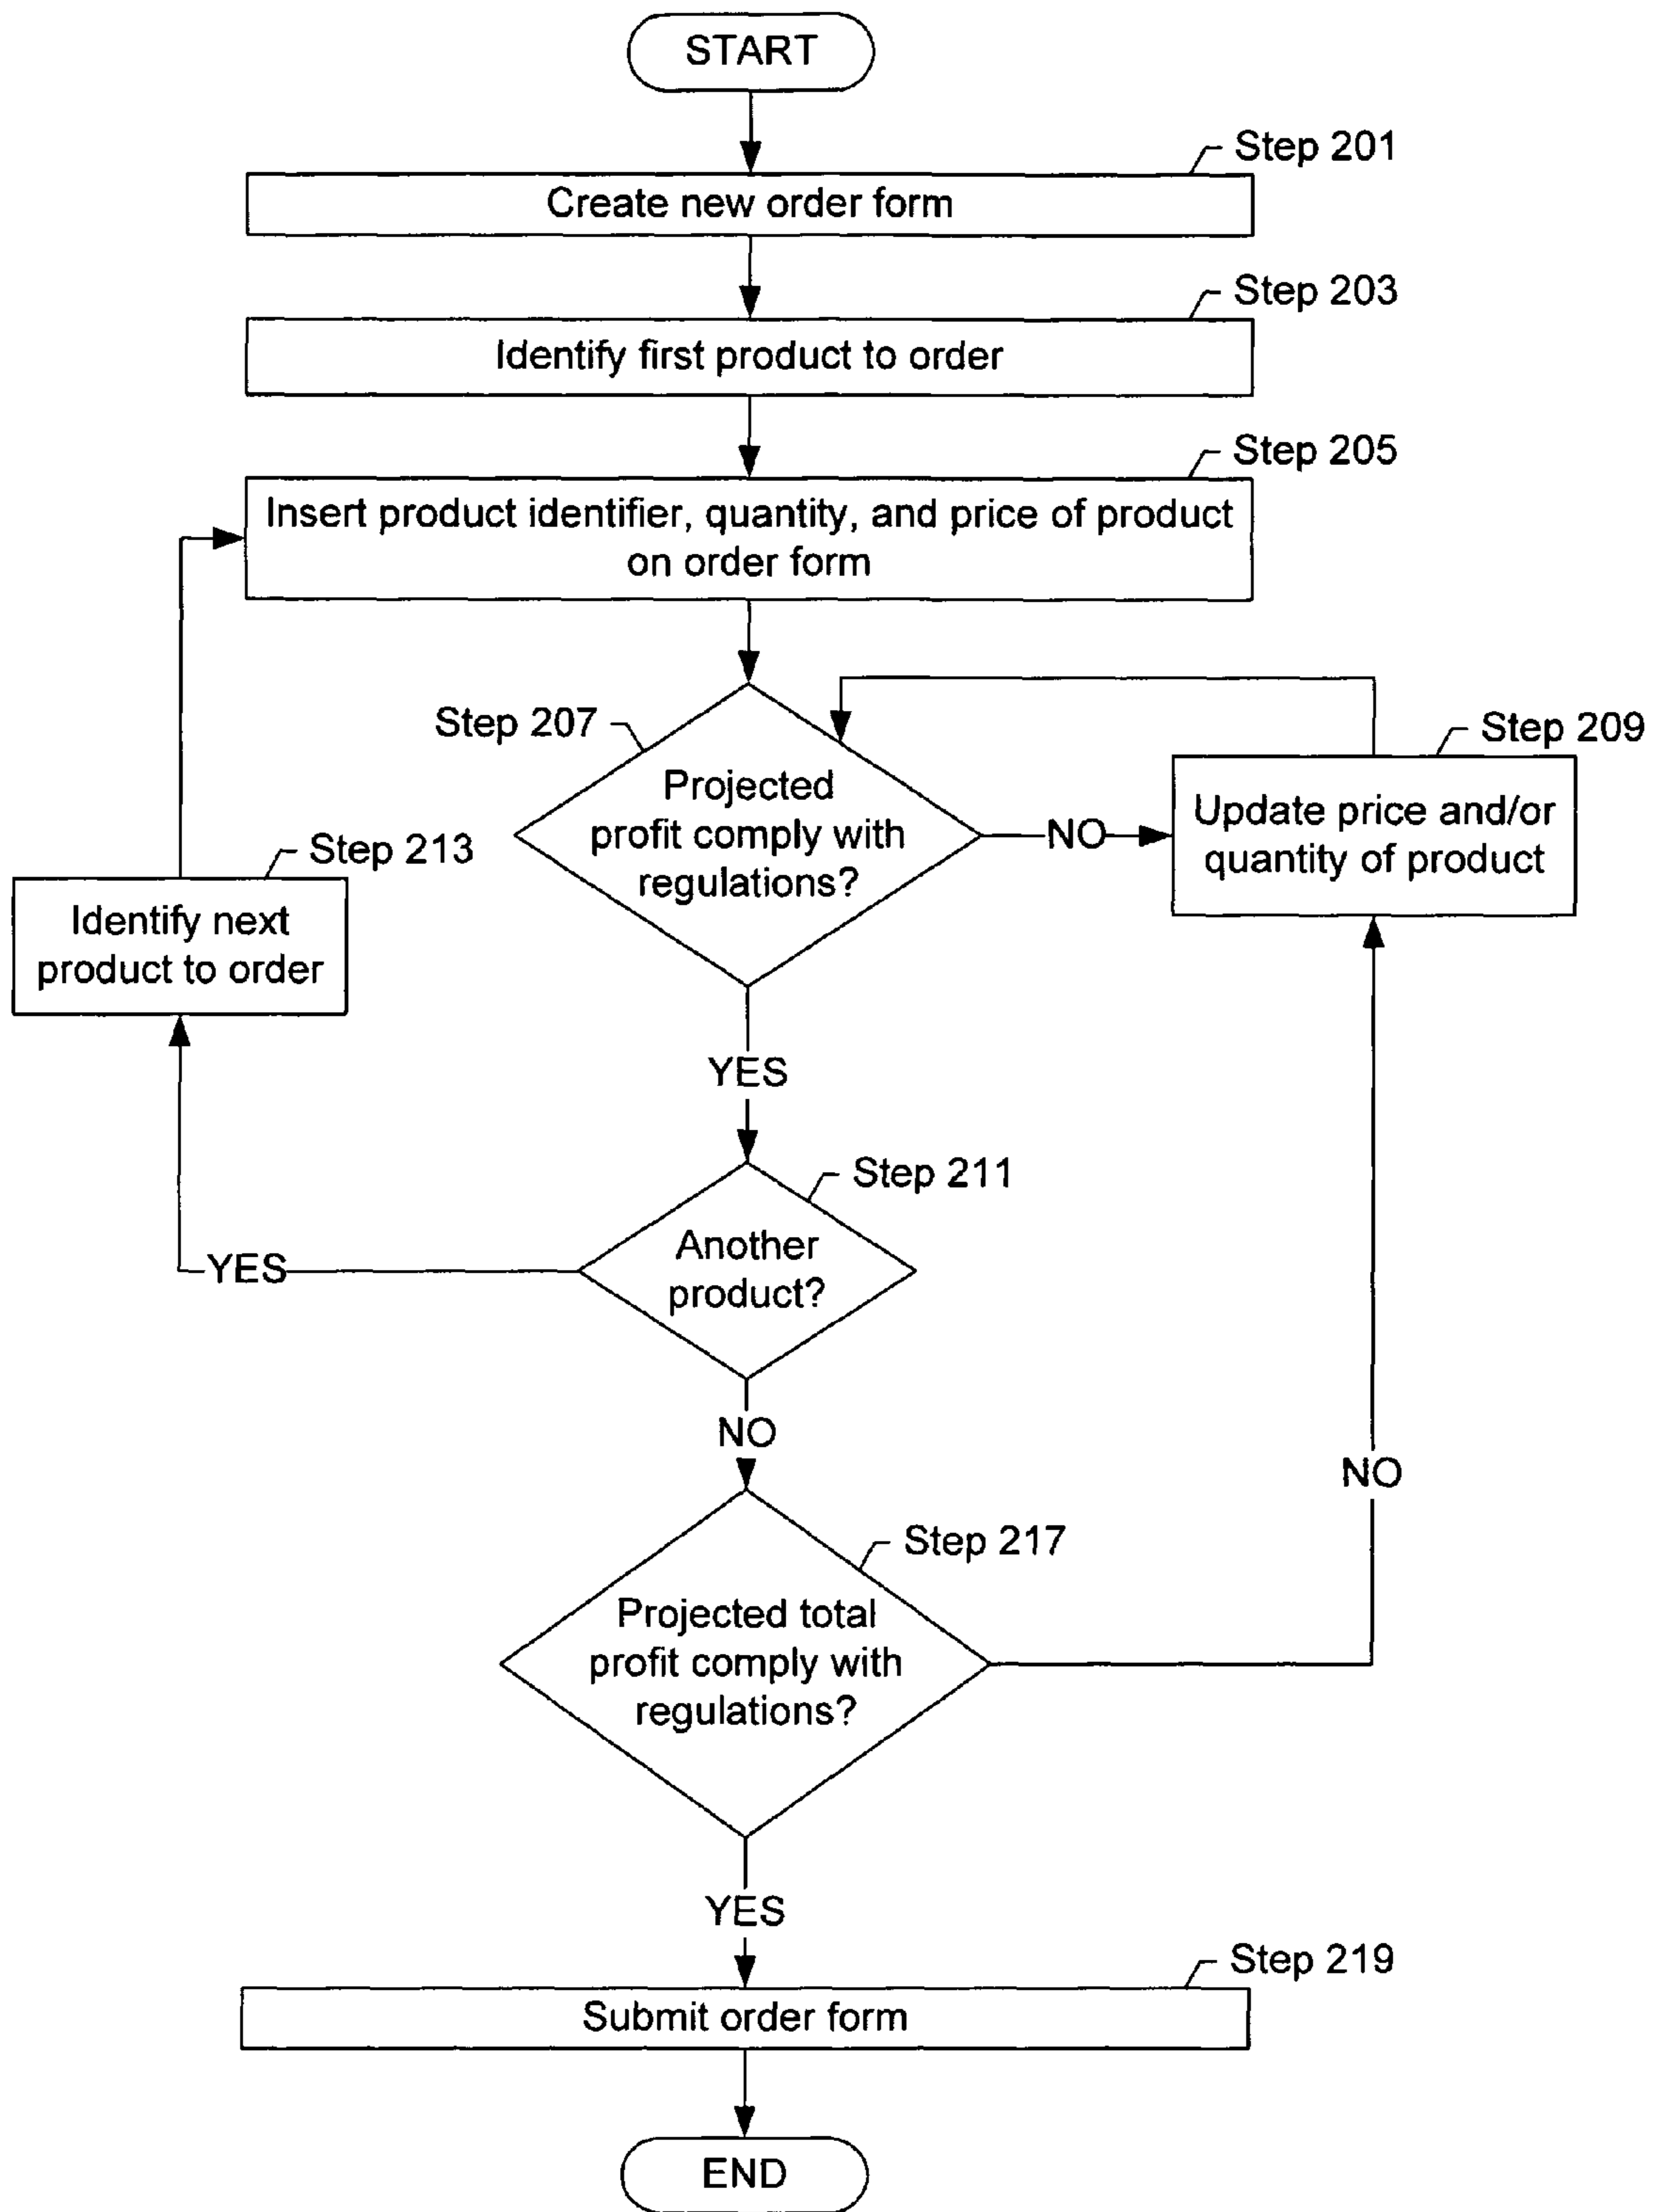 START
Step 201
Create new order form
Step 203
Identify first product to order
Step 205
Insert product identifier, quantity, and price of product
on order form
Step 207
Projected
profit comply with
regulations?
NO
Step 209
Update price and/or
quantity of product
Step 213
Identify next
product to order
YES
Step 211
Another
product?
YES
NO
NO
Step 217
Projected total
profit comply with
regulations?
YES
Step 219
Submit order form
END